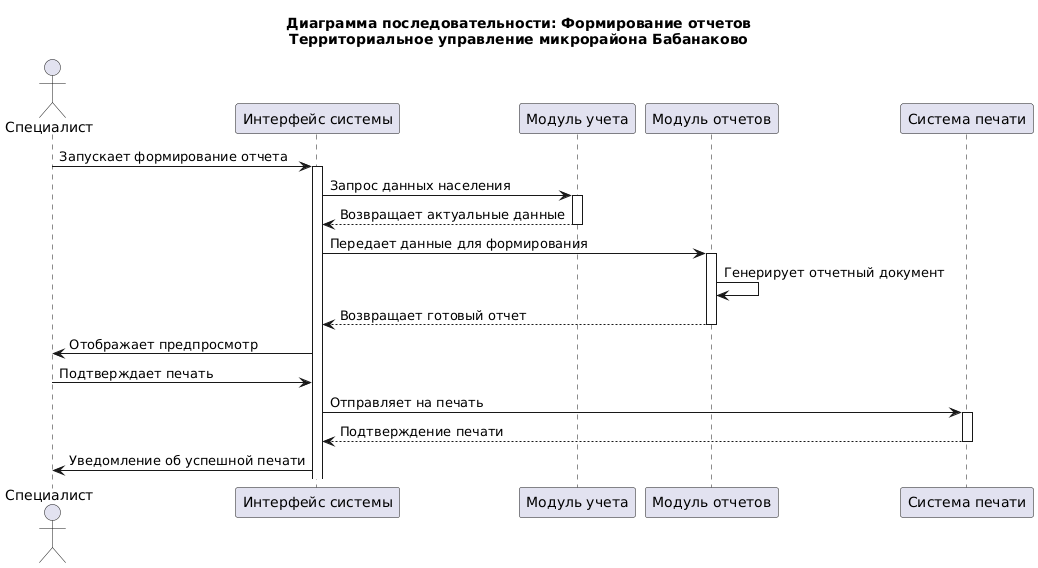 Диаграмма последовательности: Формирование отчетов
Территориальное управление микрорайона Бабанаково
Специалист
Интерфейс системы
Модуль учета
Модуль отчетов
Система печати
Запускает формирование отчета
Запрос данных населения
Возвращает актуальные данные
Передает данные для формирования
Генерирует отчетный документ
Возвращает готовый отчет
Отображает предпросмотр
Подтверждает печать
Отправляет на печать
Подтверждение печати
Уведомление об успешной печати
Специалист
Интерфейс системы
Модуль учета
Модуль отчетов
Система печати